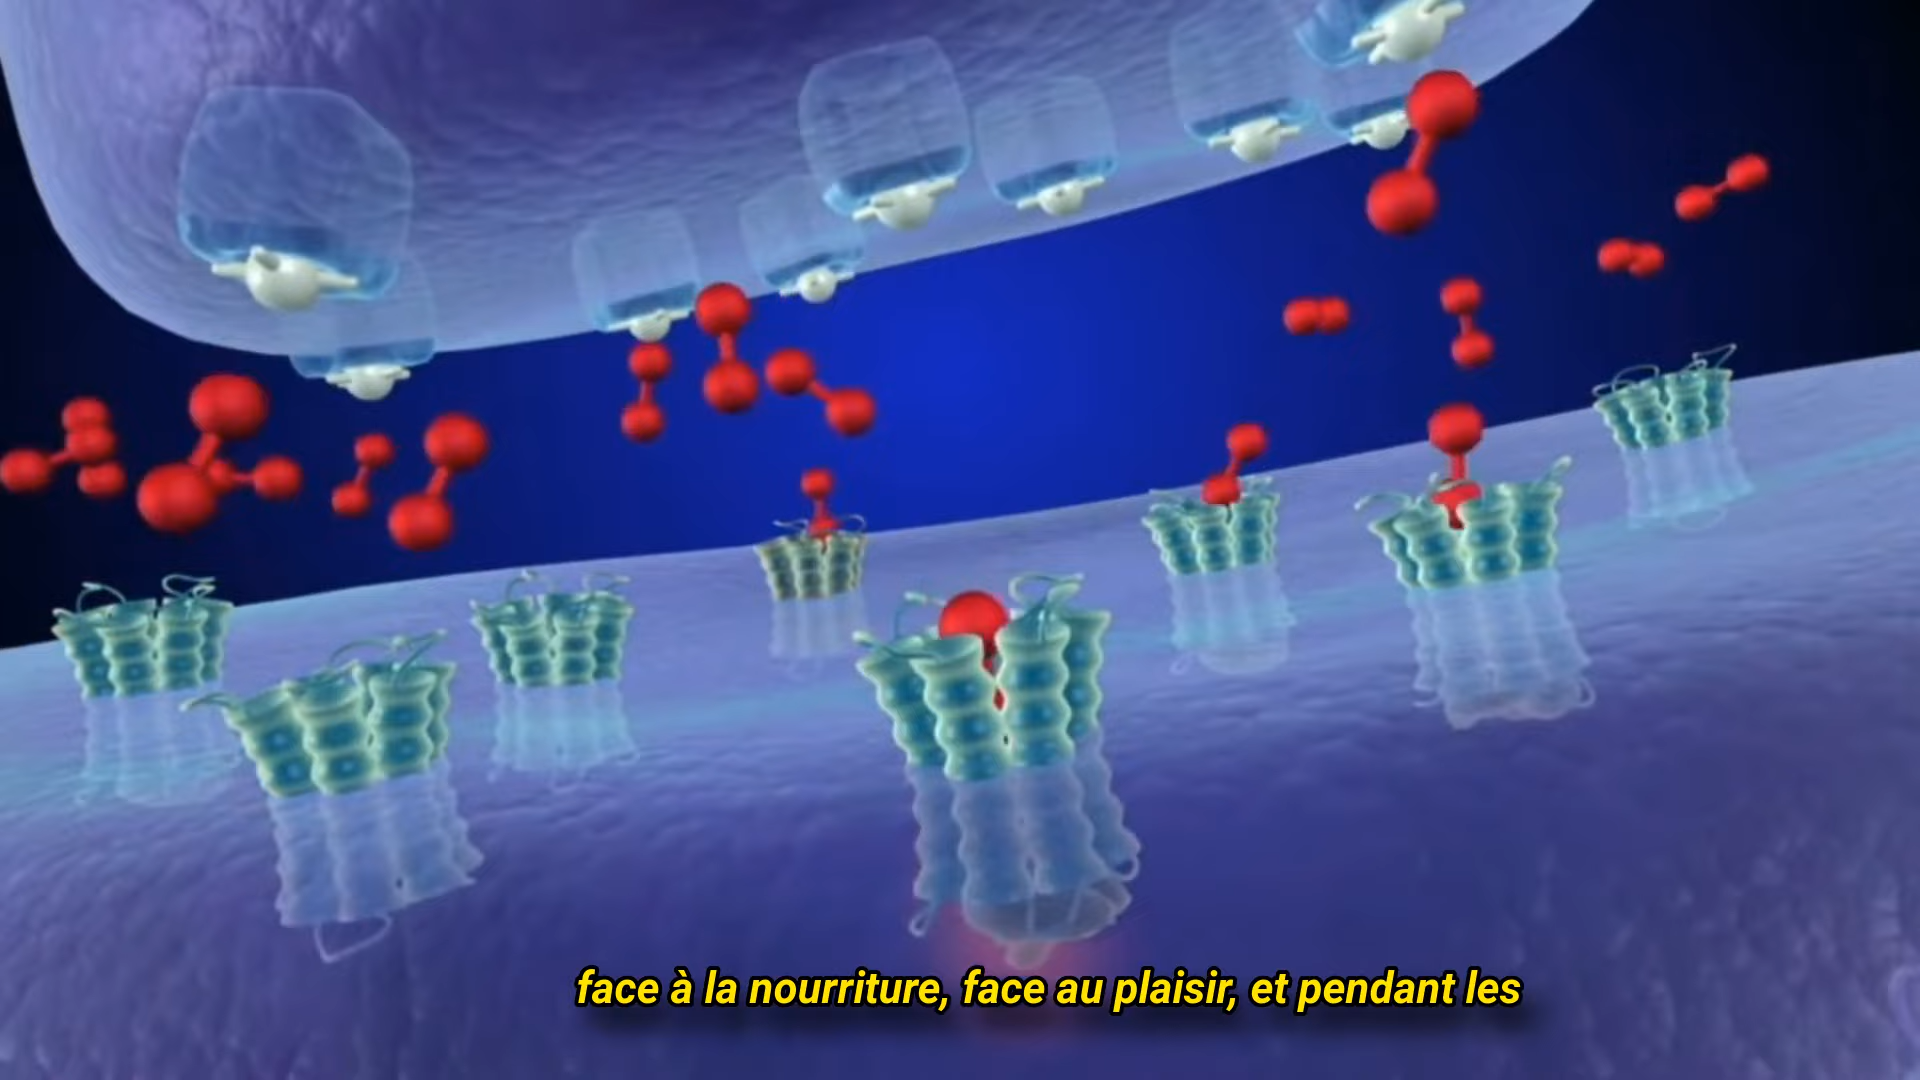 face à la nourriture, face au plaisir, et pendant les